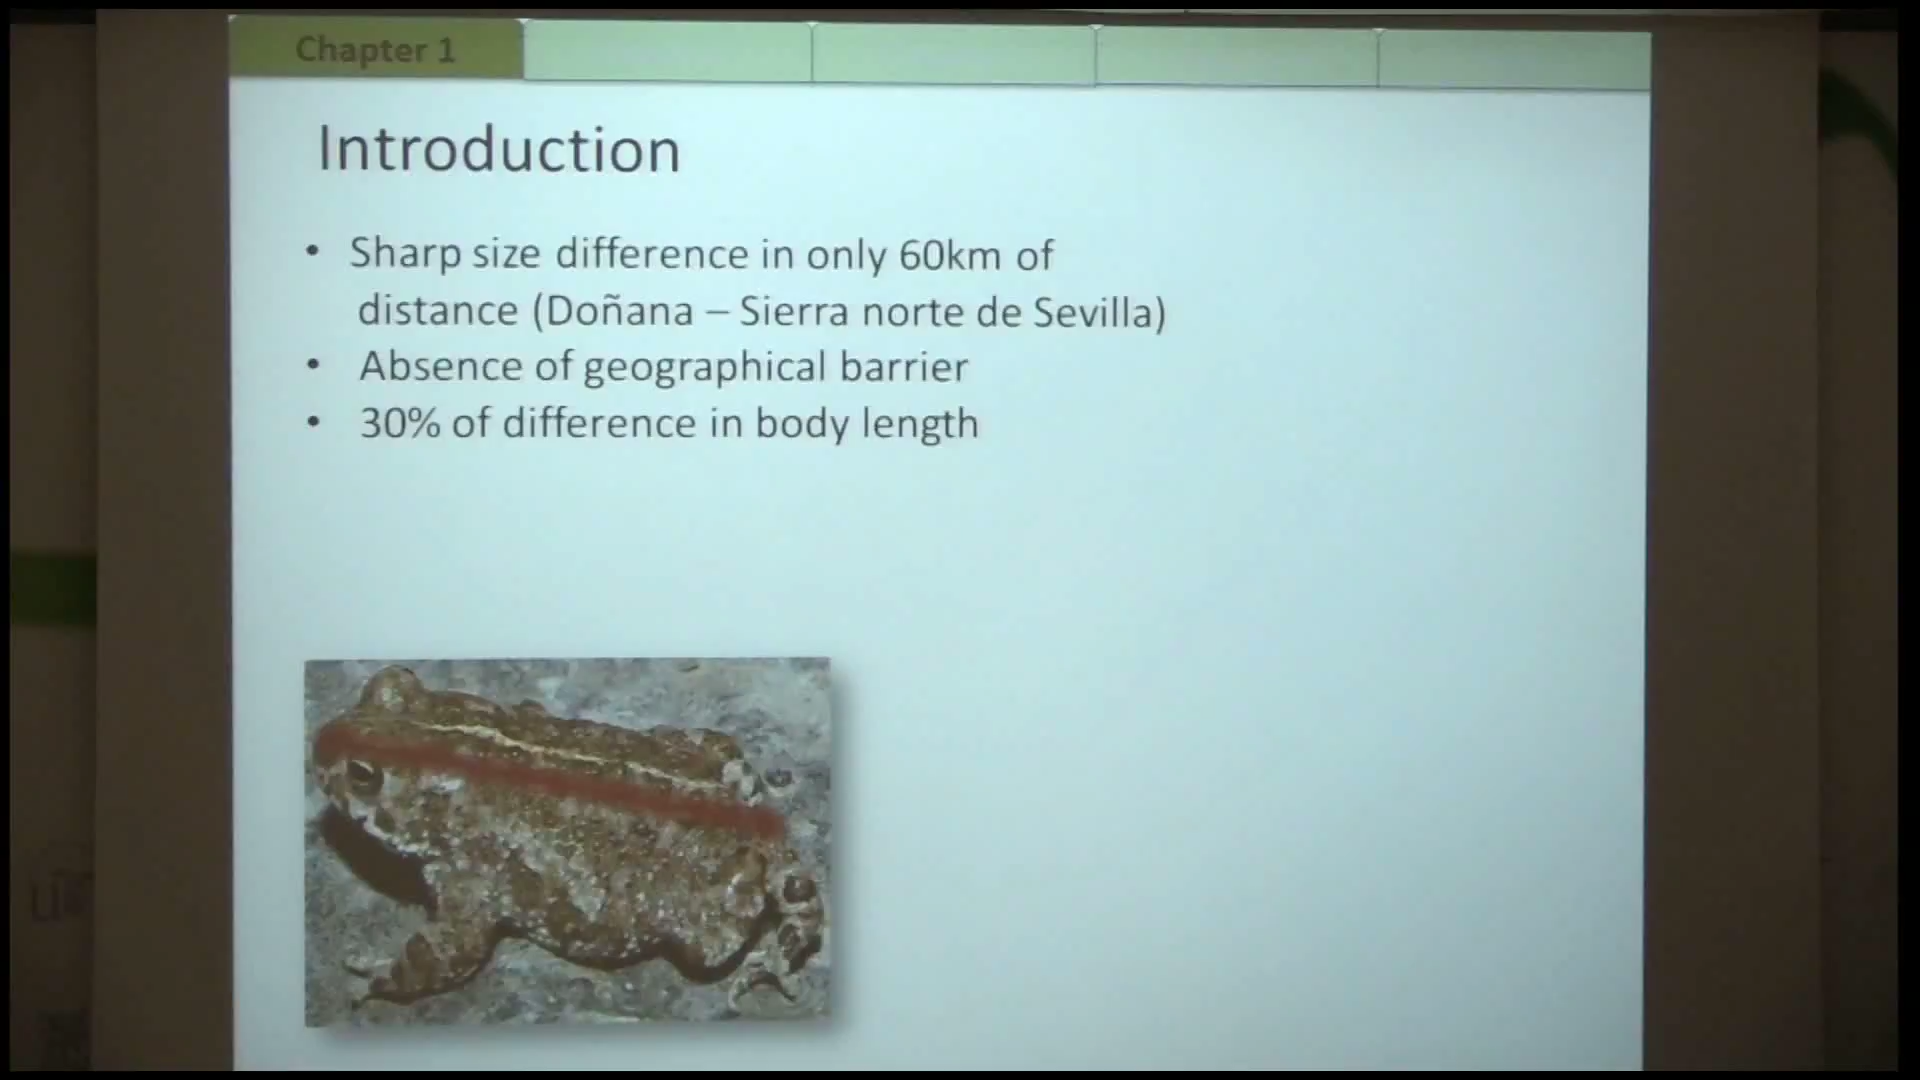 Chapter 1
Introduction
• Sharp size difference in only 60km of
distance (Doñana – Sierra norte de Sevilla)
• Absence of geographical barrier
• 30% of difference in body length